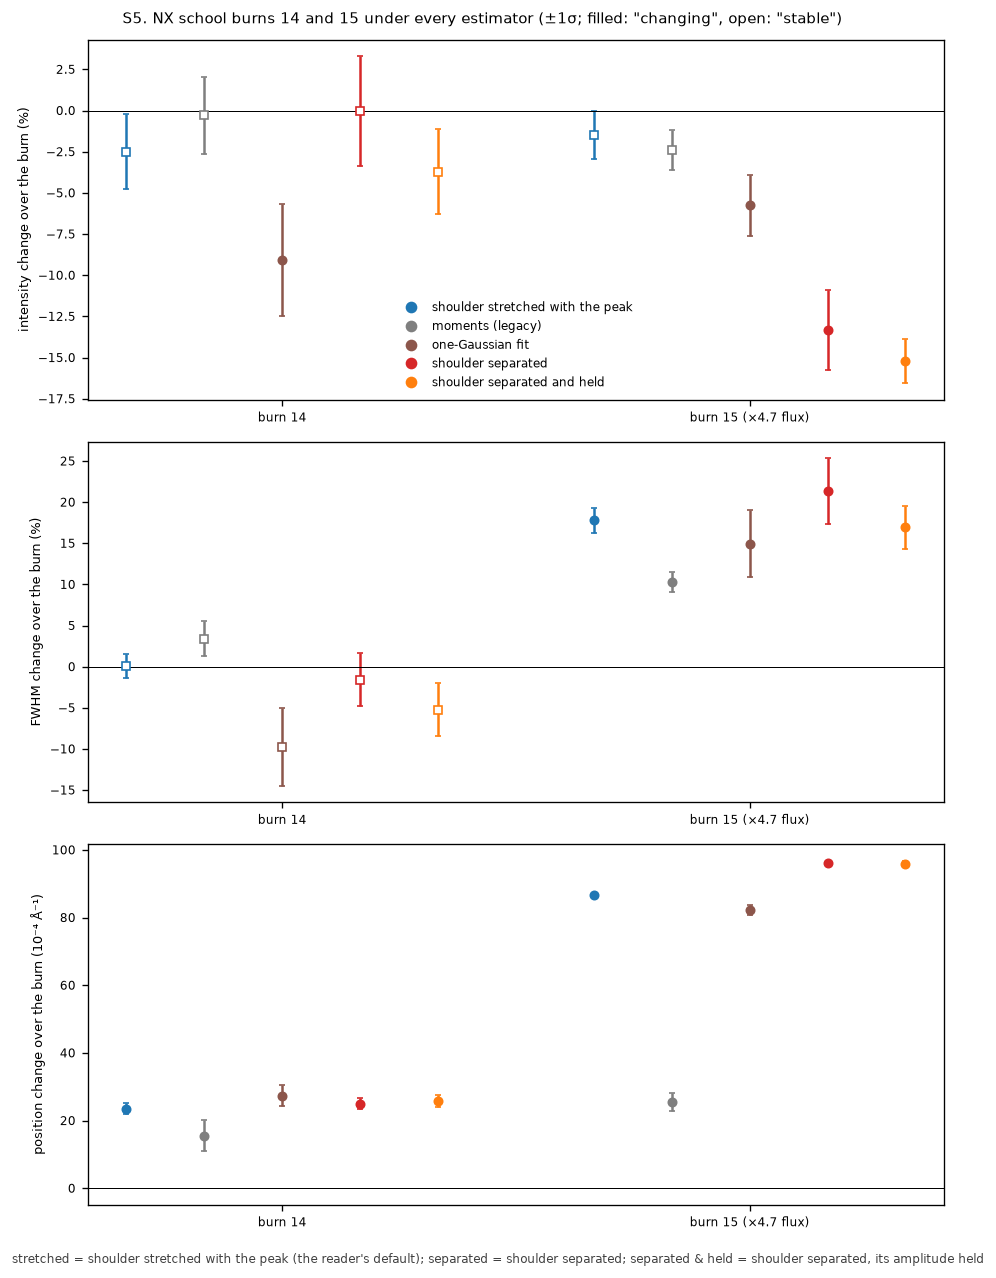 S5. NX school burns 14 and 15 under every estimator (±1σ; filled: "changing", open: "stable")
intensity change over the burn (%)
2.5
0.0
−2.5
−5.0
−7.5
−10.0
−12.5
−15.0
−17.5
shoulder stretched with the peak
moments (legacy)
one-Gaussian fit
shoulder separated
shoulder separated and held
burn 14
burn 15 (×4.7 flux)
FWHM change over the burn (%)
25
20
15
10
5
0
−5
−10
−15
burn 14
burn 15 (×4.7 flux)
position change over the burn (10⁻⁴ Å⁻¹)
100
80
60
40
20
0
burn 14
burn 15 (×4.7 flux)
stretched = shoulder stretched with the peak (the reader's default); separated = shoulder separated; separated & held = shoulder separated, its amplitude held